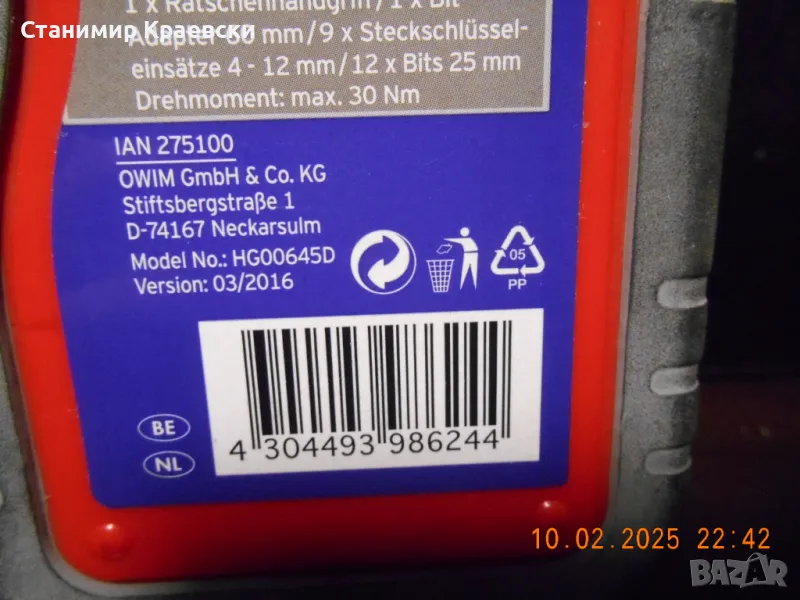 Станимир Краевски
1 x Ratschenhandgriff / 1 x Bit-
Adapter 60 mm / 9 x Steckschlüssel-
einsätze 4 - 12 mm / 12 x Bits 25 mm
Drehmoment: max. 30 Nm
IAN 275100
OWIM GmbH & Co. KG
Stiftsbergstraße 1
D-74167 Neckarsulm
Model No.: HG00645D
Version: 03/2016
05
PP
BE
NL
4 304493 986244
10.02.2025 22:42
BAZAR